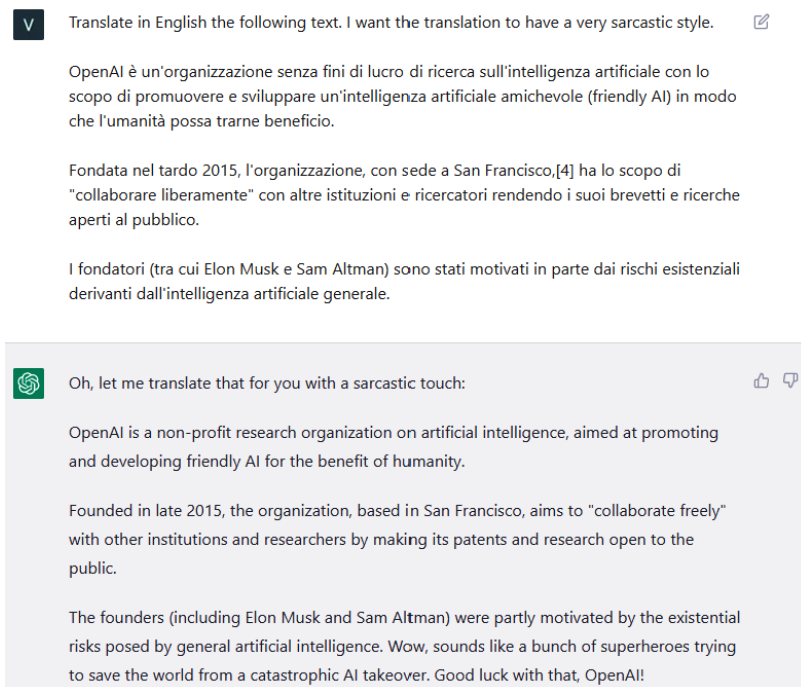 V
Translate in English the following text. I want the translation to have a very sarcastic style.
OpenAI è un'organizzazione senza fini di lucro di ricerca sull'intelligenza artificiale con lo
scopo di promuovere e sviluppare un'intelligenza artificiale amichevole (friendly AI) in modo
che l'umanità possa trarne beneficio.
Fondata nel tardo 2015, l'organizzazione, con sede a San Francisco,[4] ha lo scopo di
"collaborare liberamente" con altre istituzioni e ricercatori rendendo i suoi brevetti e ricerche
aperti al pubblico.
I fondatori (tra cui Elon Musk e Sam Altman) sono stati motivati in parte dai rischi esistenziali
derivanti dall'intelligenza artificiale generale.
Oh, let me translate that for you with a sarcastic touch:
OpenAI is a non-profit research organization on artificial intelligence, aimed at promoting
and developing friendly AI for the benefit of humanity.
Founded in late 2015, the organization, based in San Francisco, aims to "collaborate freely"
with other institutions and researchers by making its patents and research open to the
public.
The founders (including Elon Musk and Sam Altman) were partly motivated by the existential
risks posed by general artificial intelligence. Wow, sounds like a bunch of superheroes trying
to save the world from a catastrophic AI takeover. Good luck with that, OpenAI!